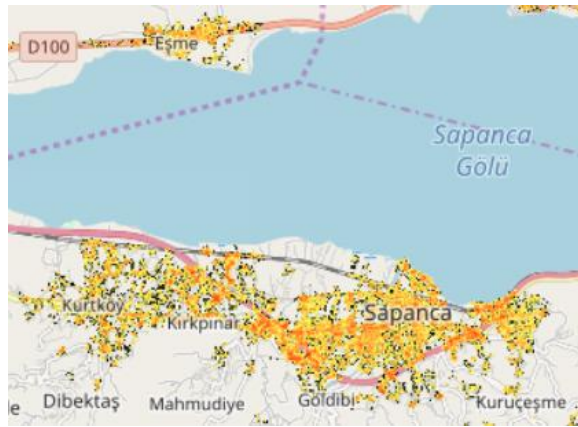 D100
Eşme
Sapanca
Gölü
Kurtköy
Kırkpınar
Sapanca
Dibektaş
Mahmudiye
Göldibi
Kuruçeşme